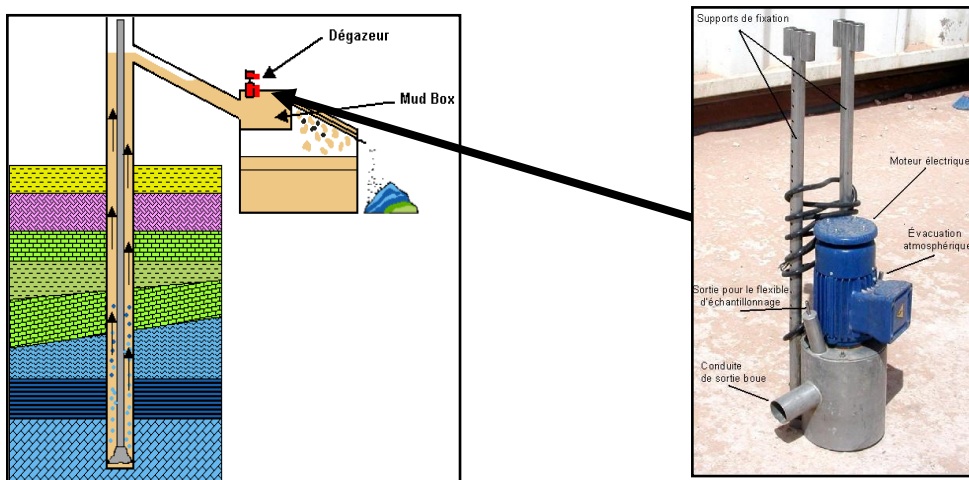 Dégazeur
Mud Box
Supports de fixation
Moteur électrique
Évacuation
atmosphérique
Sortie pour le flexible
d'échantillonnage
Conduite
de sortie boue